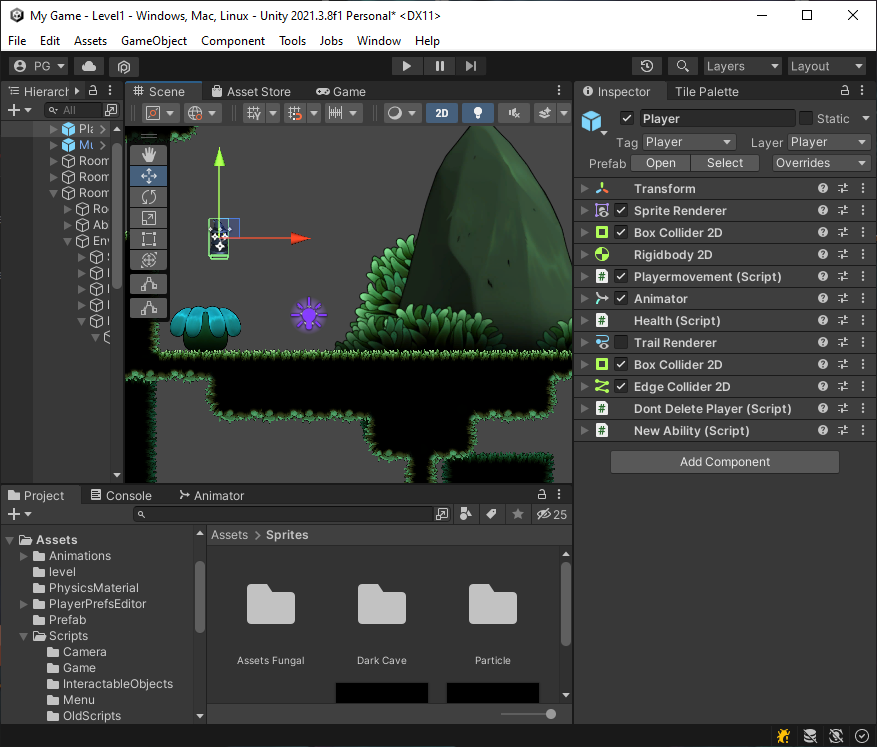 My Game - Level1 - Windows, Mac, Linux - Unity 2021.3.8f1 Personal* <DX11>
File Edit Assets GameObject Component Tools Jobs Window Help
PG Layers Layout
Hierarch Scene Asset Store Game Inspector Tile Palette
All 2D Player Static
Pla Tag Player Layer Player
Mu Prefab Open Select Overrides
Room
Room
Room
Ro
Ab
Env
Transform
Sprite Renderer
Box Collider 2D
Rigidbody 2D
Playermovement (Script)
Animator
Health (Script)
Trail Renderer
Box Collider 2D
Edge Collider 2D
Dont Delete Player (Script)
New Ability (Script)
Add Component
Project Console Animator
25
Assets
Animations
level
PhysicsMaterial
PlayerPrefsEditor
Prefab
Scripts
Camera
Game
InteractableObjects
Menu
OldScripts
Assets > Sprites
Assets Fungal Dark Cave Particle